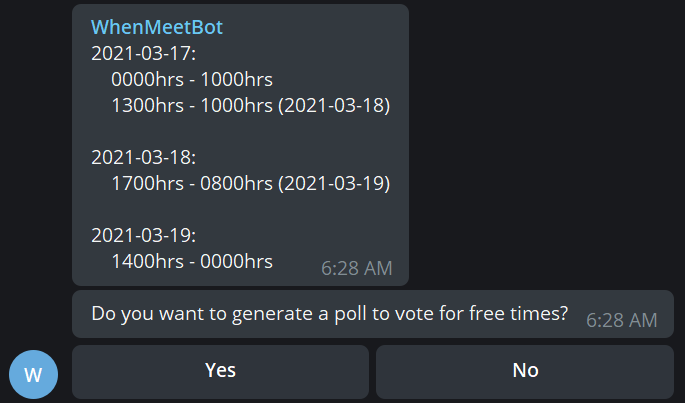 WhenMeetBot
2021-03-17:
0000hrs - 1000hrs
1300hrs - 1000hrs (2021-03-18)
2021-03-18:
1700hrs - 0800hrs (2021-03-19)
2021-03-19:
1400hrs - 0000hrs
6:28 AM
Do you want to generate a poll to vote for free times?
6:28 AM
W
Yes
No